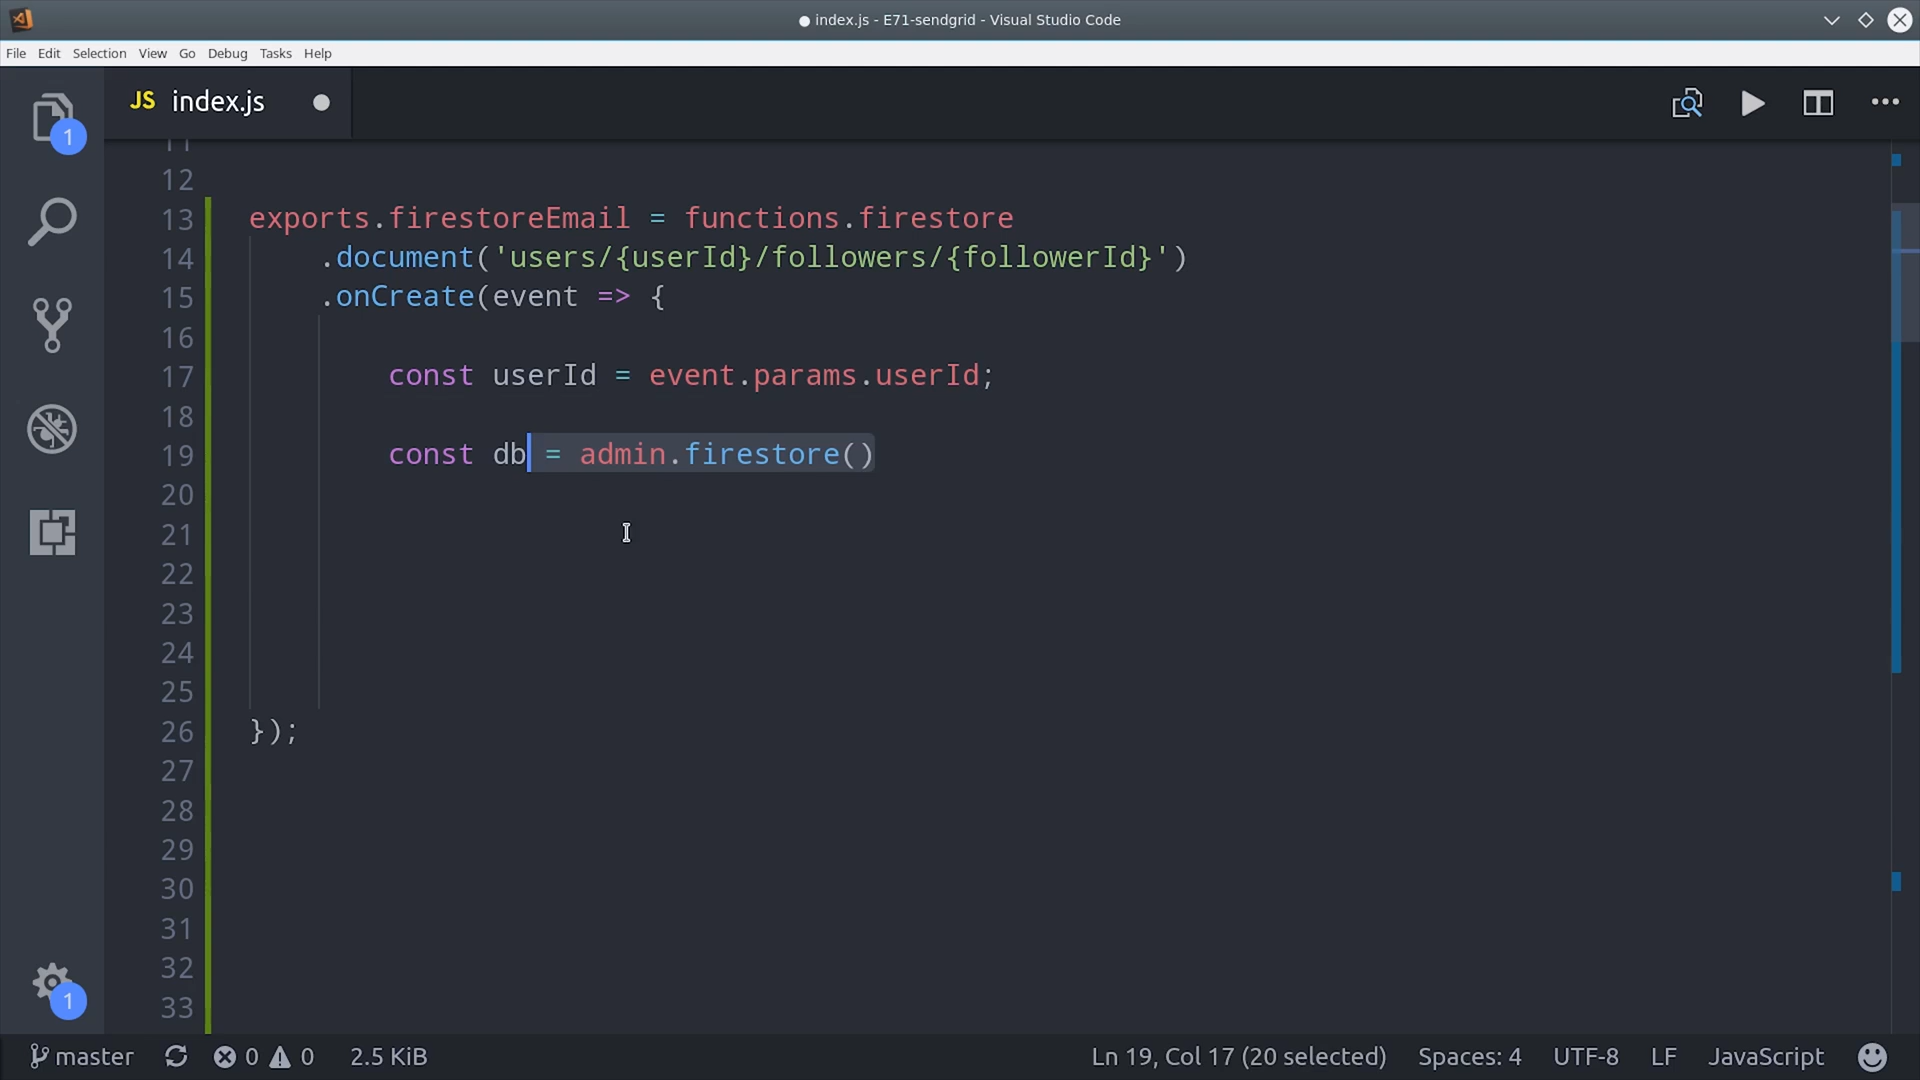 index.js - E71-sendgrid - Visual Studio Code
File Edit Selection View Go Debug Tasks Help
JS index.js
1
11
12
13 exports.firestoreEmail = functions.firestore
14 .document('users/{userId}/followers/{followerId}')
15 .onCreate(event => {
16
17 const userId = event.params.userId;
18
19 const db = admin.firestore()
20
21
22
23
24
25
26 });
27
28
29
30
31
32
33
1
master 0 0 2.5 KiB Ln 19, Col 17 (20 selected) Spaces: 4 UTF-8 LF JavaScript